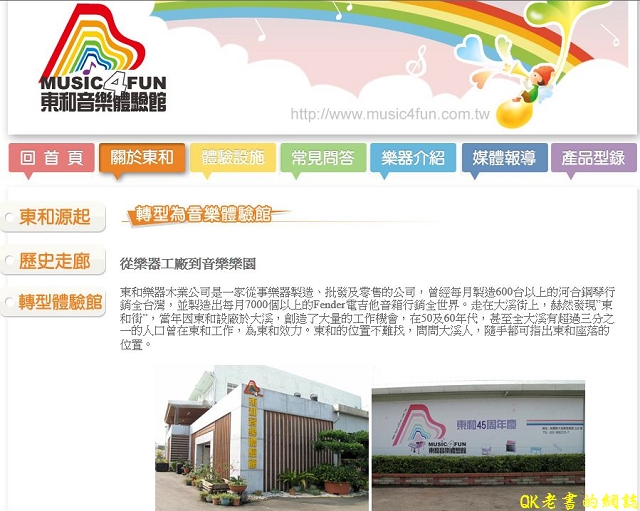 MUSIC4FUN
東和音樂體驗館
http://www.music4fun.com.tw
回首頁
關於東和
體驗設施
常見問答
樂器介紹
媒體報導
產品型錄
東和源起
歷史走廊
轉型體驗館
轉型為音樂體驗館
從樂器工廠到音樂樂園
東和樂器木業公司是一家從事樂器製造、批發及零售的公司，曾經每月製造600台以上的河合鋼琴行
銷全台灣，並製造出每月7000個以上的Fender電吉他音箱行銷全世界。走在大溪街上，赫然發現"東
和街"，當年因東和設廠於大溪，創造了大量的工作機會，在50及60年代，甚至全大溪有超過三分之
一的人口曾在東和工作，為東和效力。東和的位置不難找，問問大溪人，隨手都可指出東和座落的
位置。
東和音樂體驗館
東和45周年慶
MUSIC4FUN
東和音樂體驗館
QK老書的網誌